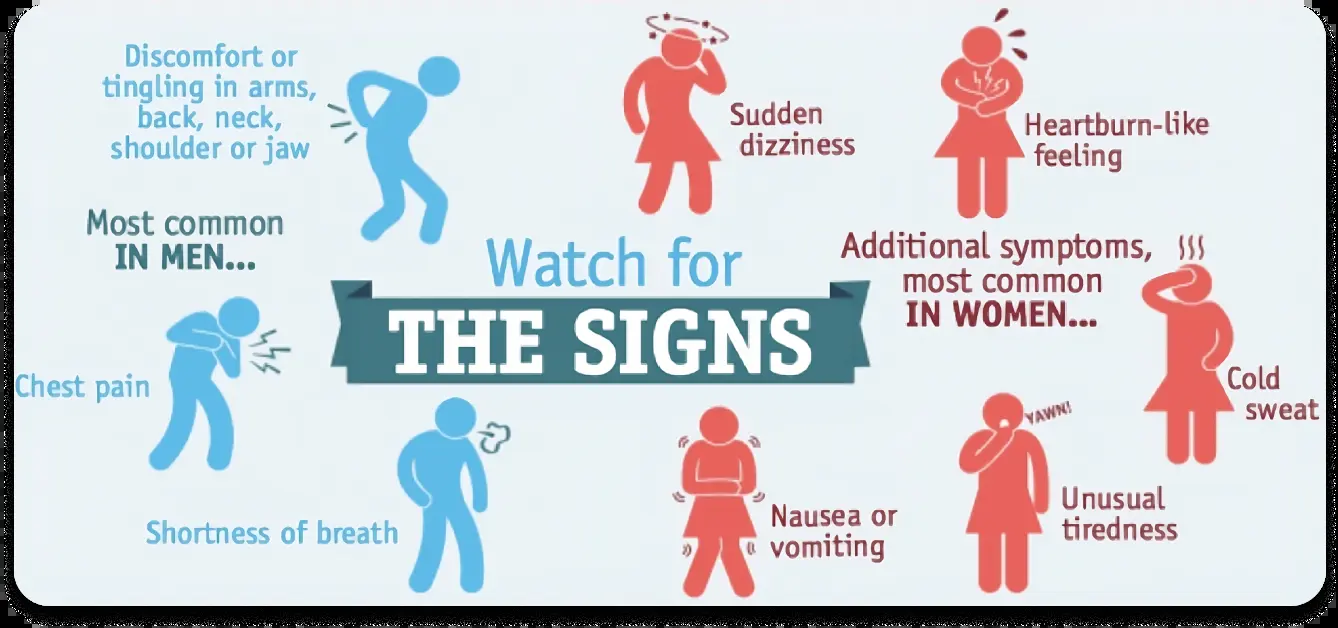 Discomfort or
tingling in arms,
back, neck,
shoulder or jaw
Most common
IN MEN...
Chest pain
Shortness of breath
Watch for
THE SIGNS
Sudden
dizziness
Heartburn-like
feeling
Additional symptoms,
most common
IN WOMEN...
Cold
sweat
YAWN!
Unusual
tiredness
Nausea or
vomiting